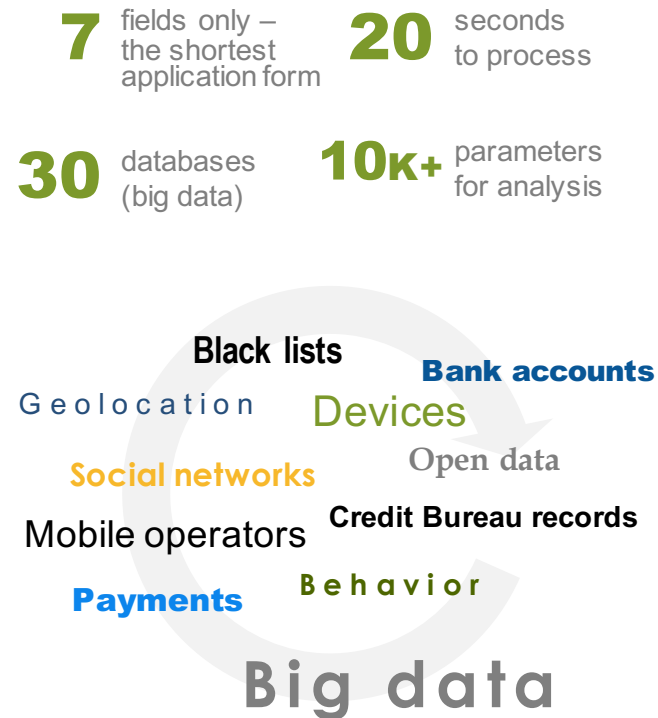 7 fields only –
the shortest
application form
20 seconds
to process
30 databases
(big data)
10K+ parameters
for analysis
Black lists
Bank accounts
Geolocation
Devices
Open data
Social networks
Credit Bureau records
Mobile operators
Behavior
Payments
Big data